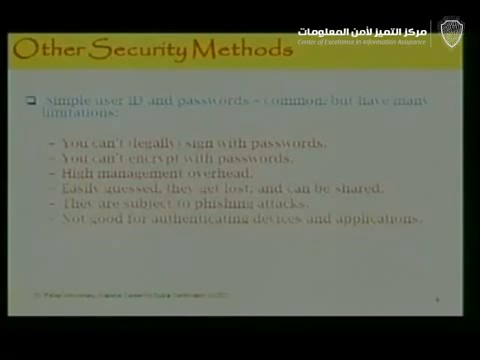 مركز التميز لأمن المعلومات
Center of Excellence in Information Assurance
Other Security Methods
Simple user ID and passwords – common, but have many
limitations:
– You can't (legally) sign with passwords.
– You can't encrypt with passwords.
– High management overhead.
– Easily guessed, they get lost, and can be shared.
– They are subject to phishing attacks.
– Not good for authenticating devices and applications.